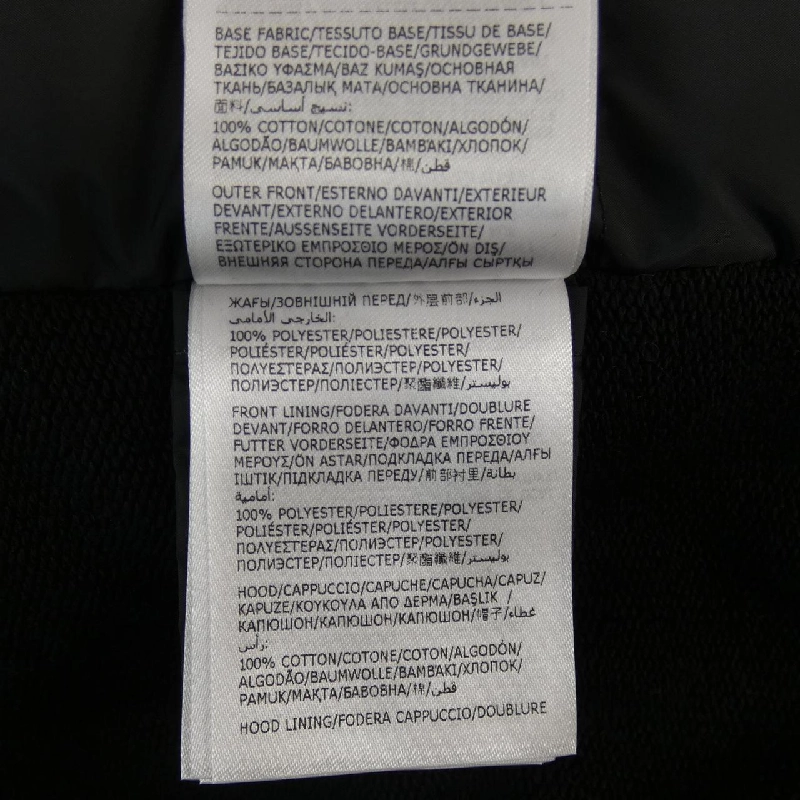 BASE FABRIC/TESSUTO BASE/TISSU DE BASE/
TEJIDO BASE/TECIDO-BASE/GRUNDGEWEBE/
ΒΑΣΙΚΟ ΥΦΑΣΜΑ/BAZ KUMAŞ/ОСНОВНАЯ
ТКАНЬ/БАЗАЛЫҚ МАТА/ОСНОВНА ТКАНИНА/
面料/نسيج أساسي:
100% COTTON/COTONE/COTON/ALGODÓN/
ALGODÃO/BAUMWOLLE/ΒΑΜΒΆΚΙ/ХЛОПОК/
PAMUK/МАҚТА/БАВОВНА/棉/قطن
OUTER FRONT/ESTERNO DAVANTI/EXTERIEUR
DEVANT/EXTERNO DELANTERO/EXTERIOR
FRENTE/AUSSENSEITE VORDERSEITE/
ΕΞΩΤΕΡΙΚΟ ΕΜΠΡΟΣΘΙΟ ΜΕΡΟΣ/ÖN DIŞ/
ВНЕШНЯЯ СТОРОНА ПЕРЕДА/АЛҒЫ СЫРТҚЫ
ЖАҒЫ/ЗОВНІШНІЙ ПЕРЕД/外层前部/الجزء
الخارجي الأمامي:
100% POLYESTER/POLIESTERE/POLYESTER/
POLIÉSTER/POLIÉSTER/POLYESTER/
ΠΟΛΥΕΣΤΕΡΑΣ/ПОЛИЭСТЕР/POLYESTER/
ПОЛИЭСТЕР/ПОЛІЕСТЕР/聚酯纖維/بوليستر
FRONT LINING/FODERA DAVANTI/DOUBLURE
DEVANT/FORRO DELANTERO/FORRO FRENTE/
FUTTER VORDERSEITE/ΦΟΔΡΑ ΕΜΠΡΟΣΘΙΟΥ
ΜΕΡΟΥΣ/ÖN ASTAR/ПОДКЛАДКА ПЕРЕДА/АЛҒЫ
ІШТІК/ПІДКЛАДКА ПЕРЕДУ/前部衬里/بطانة
أمامية:
100% POLYESTER/POLIESTERE/POLYESTER/
POLIÉSTER/POLIÉSTER/POLYESTER/
ΠΟΛΥΕΣΤΕΡΑΣ/ПОЛИЭСТЕР/POLYESTER/
ПОЛИЭСТЕР/ПОЛІЕСТЕР/聚酯纖維/بوليستر
HOOD/CAPPUCCIO/CAPUCHE/CAPUCHA/CAPUZ/
KAPUZE/ΚΟΥΚΟΥΛΑ ΑΠΟ ΔΕΡΜΑ/BAŞLIK /
КАПЮШОН/КАПЮШОН/КАПЮШОН/帽子/غطاء
رأس:
100% COTTON/COTONE/COTON/ALGODÓN/
ALGODÃO/BAUMWOLLE/ΒΑΜΒΆΚΙ/ХЛОПОК/
PAMUK/МАҚТА/БАВОВНА/棉/قطن
HOOD LINING/FODERA CAPPUCCIO/DOUBLURE